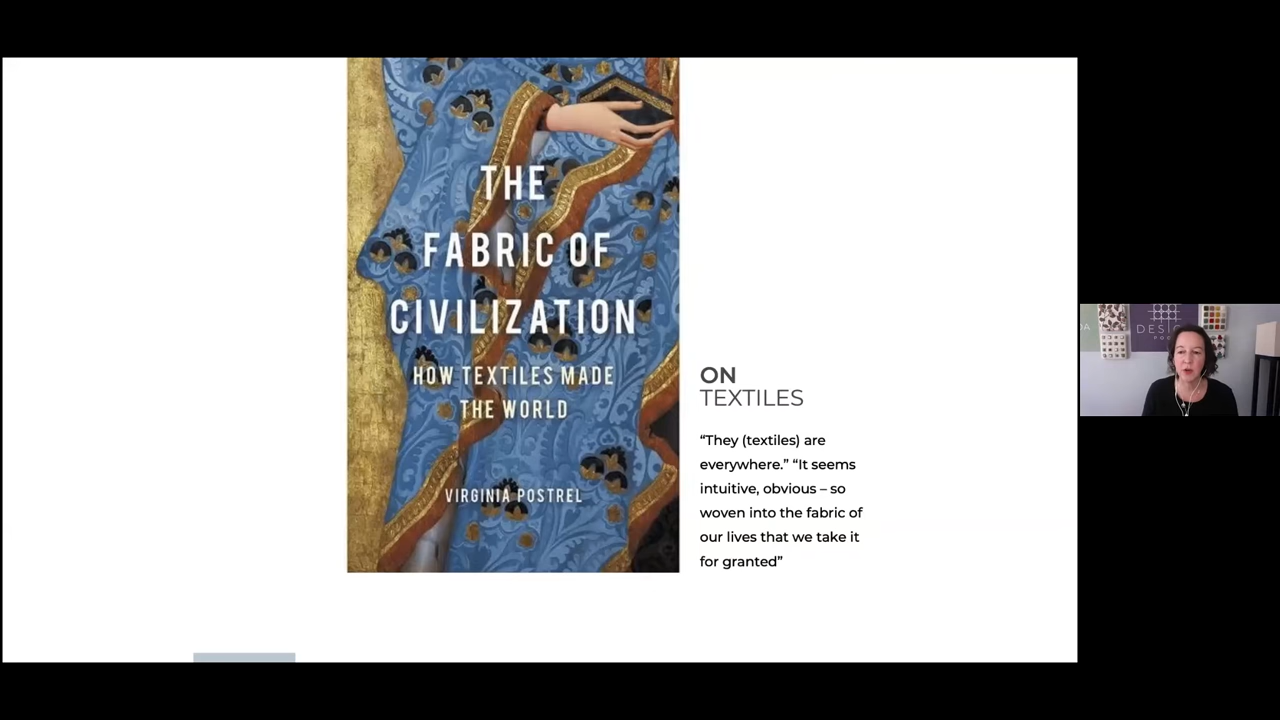 THE
FABRIC OF
CIVILIZATION
HOW TEXTILES MADE
THE WORLD
VIRGINIA POSTREL
ON
TEXTILES
“They (textiles) are
everywhere.” “It seems
intuitive, obvious – so
woven into the fabric of
our lives that we take it
for granted”